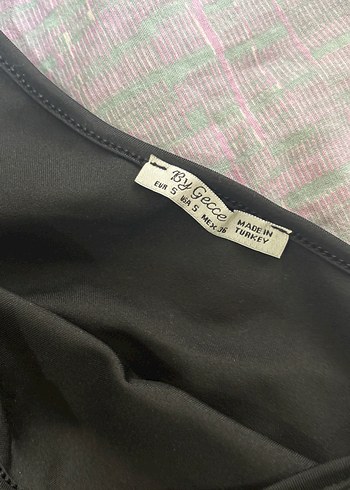 By Gecce
EUR S USA S MEX 36
MADE IN
TURKEY